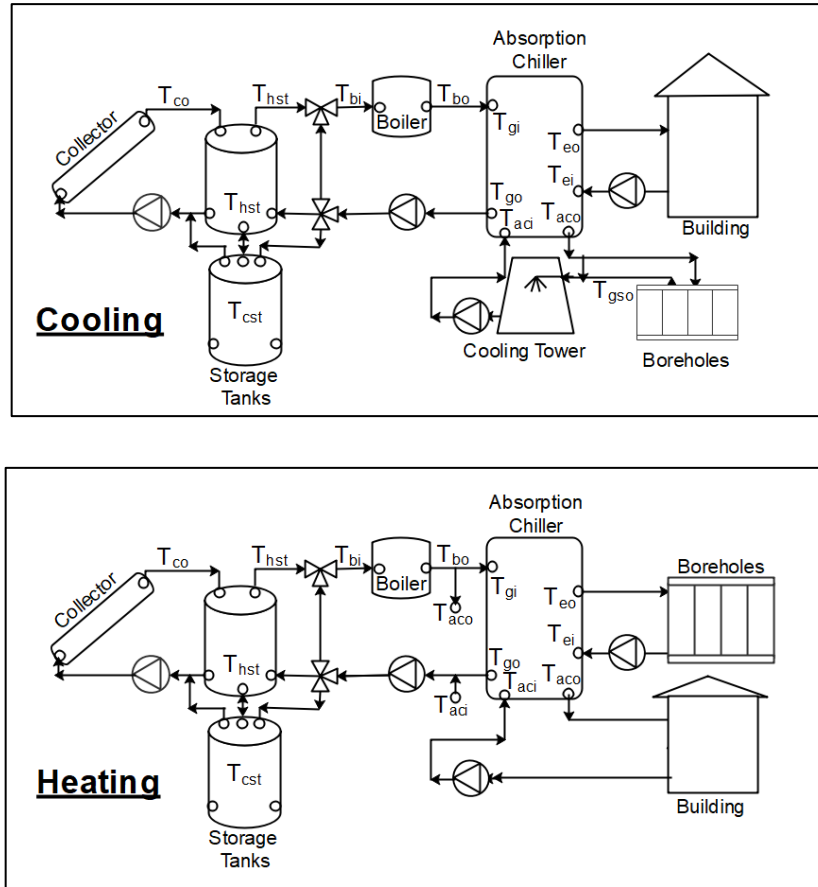 Absorption
Chiller
T_co
T_hst
T_bi
T_bo
Boiler
Collector
T_gi
T_eo
T_ei
T_hst
T_go
T_aci
T_aco
Building
T_gso
T_cst
Cooling
Cooling Tower
Boreholes
Storage
Tanks
Absorption
Chiller
T_co
T_hst
T_bi
T_bo
Boreholes
Boiler
Collector
T_gi
T_aco
T_eo
T_ei
T_hst
T_go
T_aci
T_aco
T_aci
T_cst
Heating
Building
Storage
Tanks